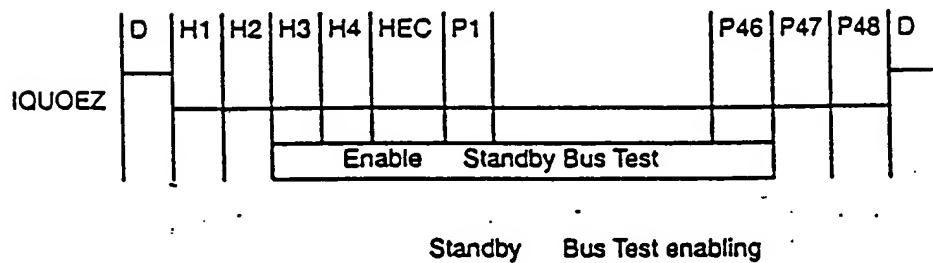 D H1 H2 H3 H4 HEC P1 P46 P47 P48 D
IQUOEZ
Enable Standby Bus Test
Standby Bus Test enabling